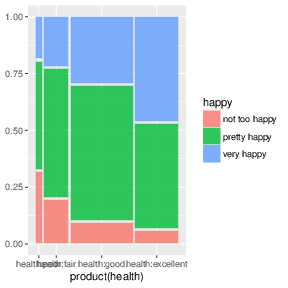 1.00
0.75
0.50
0.25
0.00
health:fair health:good health:excellent
product(health)
happy
not too happy
pretty happy
very happy